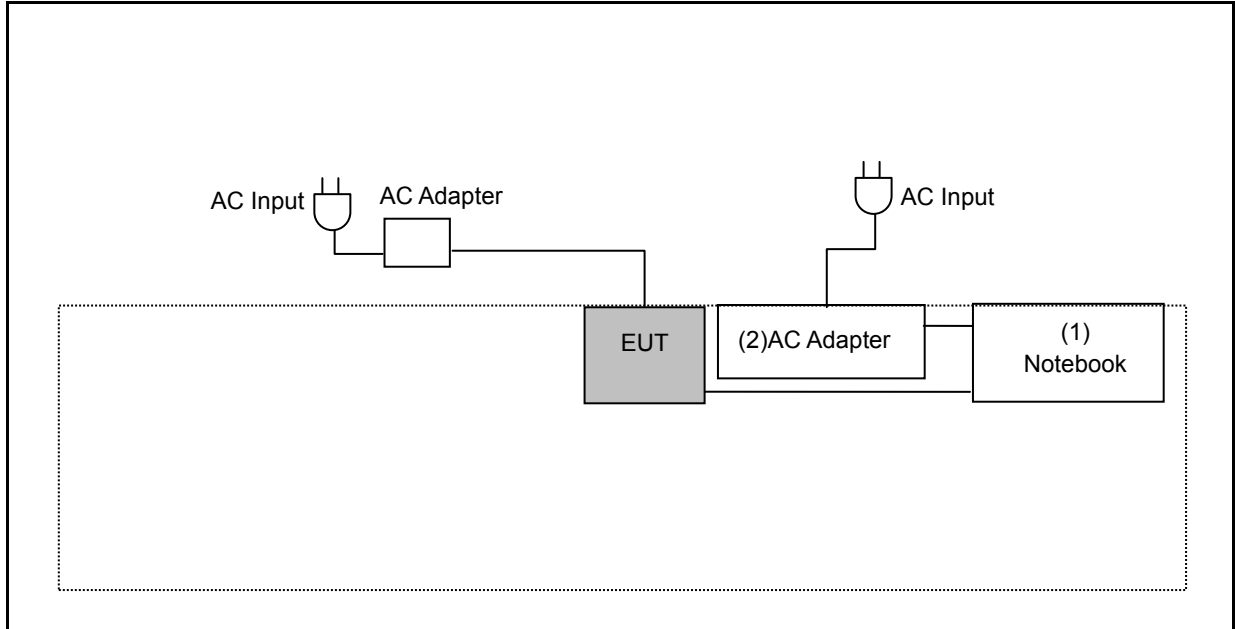 AC Input
AC Adapter
AC Input
EUT
(2)AC Adapter
(1)
Notebook